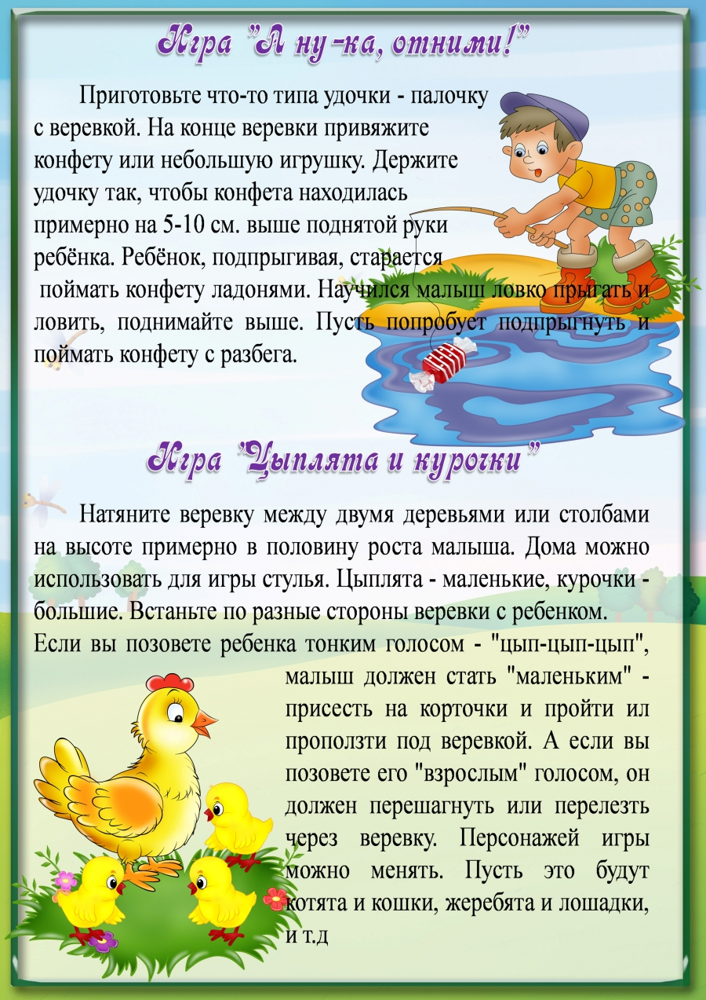 Игра "А ну-ка, отними!"
Приготовьте что-то типа удочки - палочку
с веревкой. На конце веревки привяжите
конфету или небольшую игрушку. Держите
удочку так, чтобы конфета находилась
примерно на 5-10 см. выше поднятой руки
ребёнка. Ребёнок, подпрыгивая, старается
поймать конфету ладонями. Научился малыш ловко прыгать и
ловить, поднимайте выше. Пусть попробует подпрыгнуть и
поймать конфету с разбега.
Игра "Цыплята и курочки"
Натяните веревку между двумя деревьями или столбами
на высоте примерно в половину роста малыша. Дома можно
использовать для игры стулья. Цыплята - маленькие, курочки -
большие. Встаньте по разные стороны веревки с ребенком.
Если вы позовете ребенка тонким голосом - "цып-цып-цып",
малыш должен стать "маленьким" -
присесть на корточки и пройти ил
проползти под веревкой. А если вы
позовете его "взрослым" голосом, он
должен перешагнуть или перелезть
через веревку. Персонажей игры
можно менять. Пусть это будут
котята и кошки, жеребята и лошадки,
и т.д